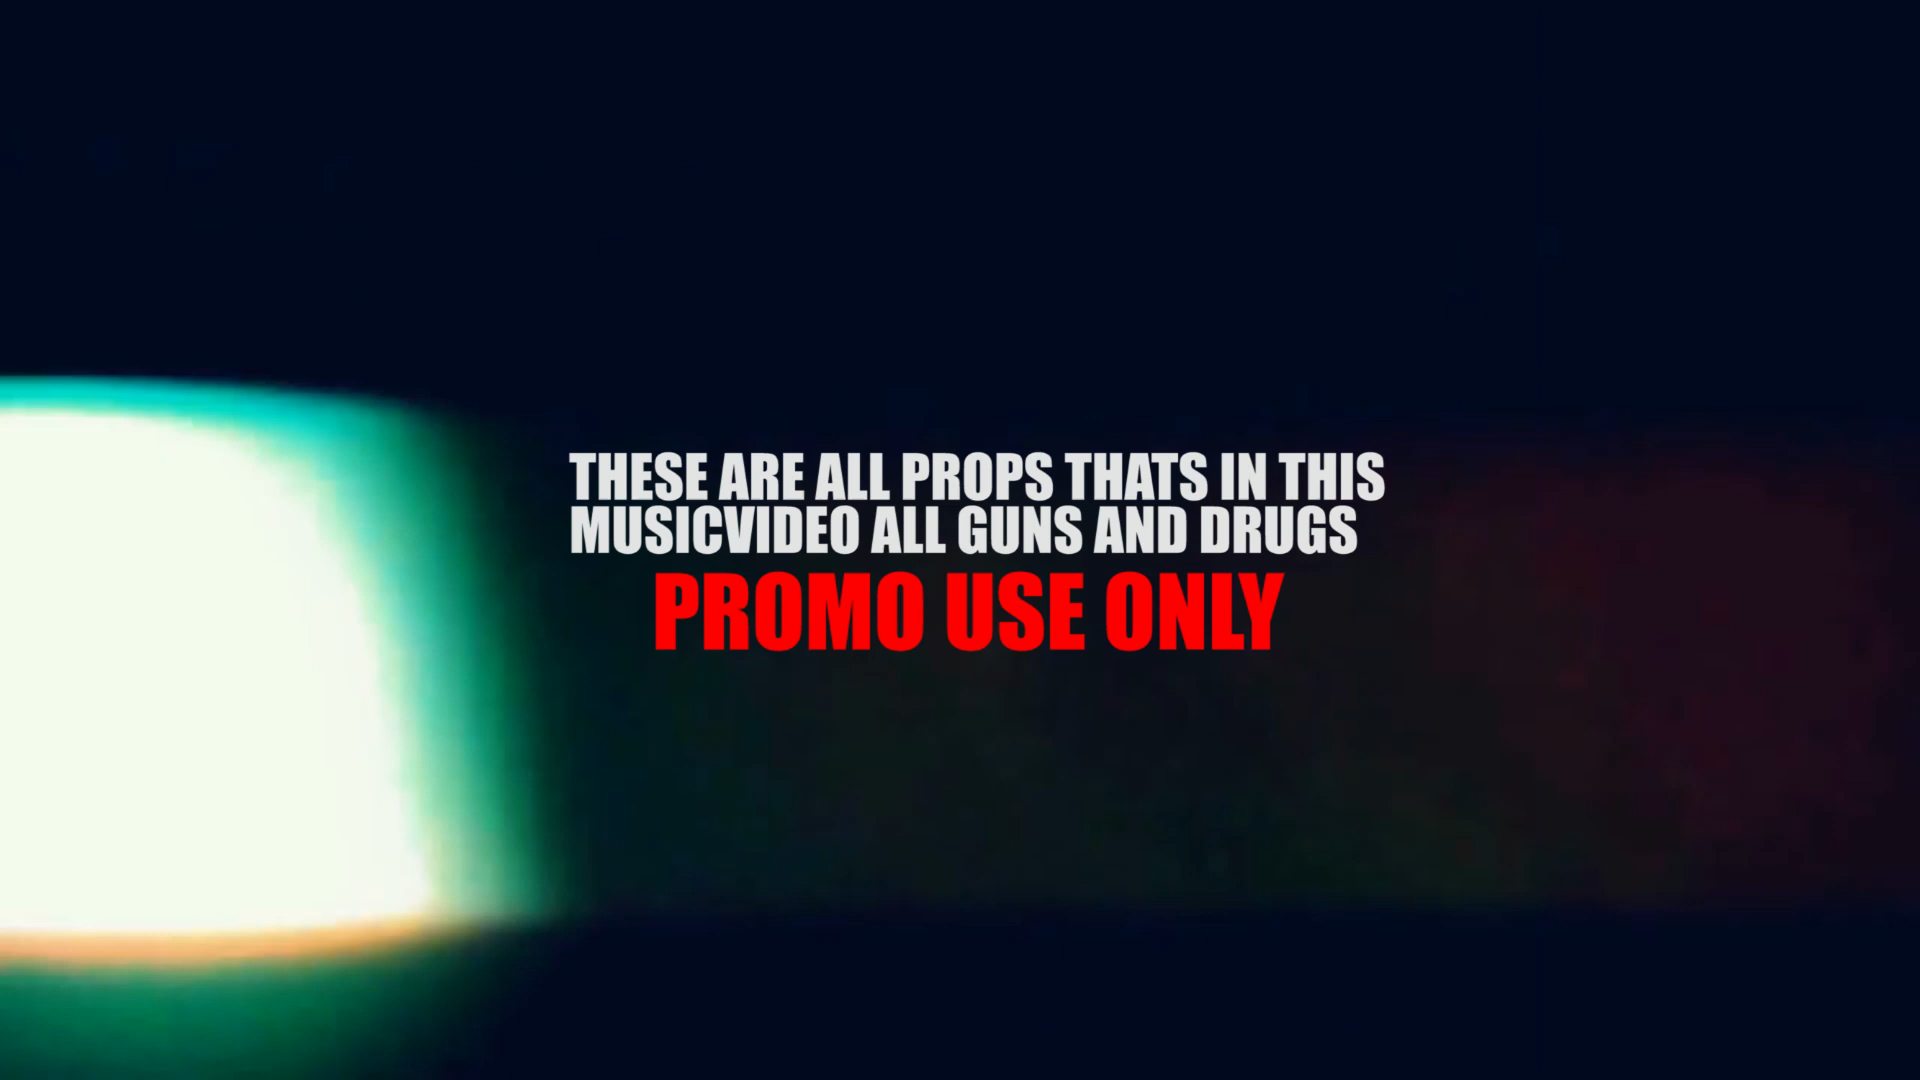 THESE ARE ALL PROPS THATS IN THIS
MUSICVIDEO ALL GUNS AND DRUGS
PROMO USE ONLY